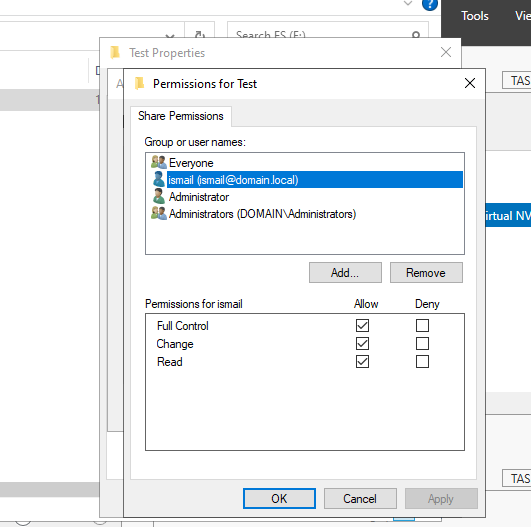 Tools
Search FS (F:)
Test Properties
TAS
Permissions for Test
Share Permissions
Group or user names:
Everyone
ismail (ismail@domain.local)
Administrator
Administrators (DOMAIN\Administrators)
irtual NV
Add...
Remove
Permissions for ismail
Allow
Deny
Full Control
Change
Read
TAS
OK
Cancel
Apply